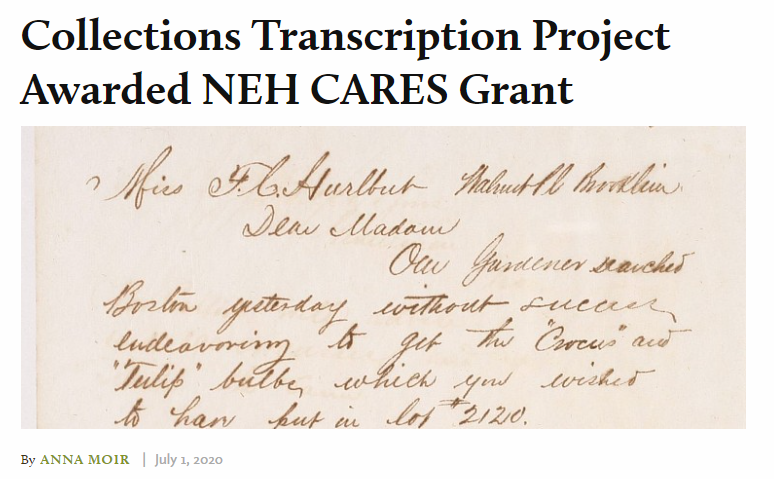 Collections Transcription Project
Awarded NEH CARES Grant
Miss F. C. Hurlbut Walnut Pl Brooklin
Dear Madam
Our Gardener searched
Boston yesterday without success
endeavoring to get the "Crocus" and
"Tulip" bulbs, which you wished
to have put in lot #2120.
By ANNA MOIR | July 1, 2020